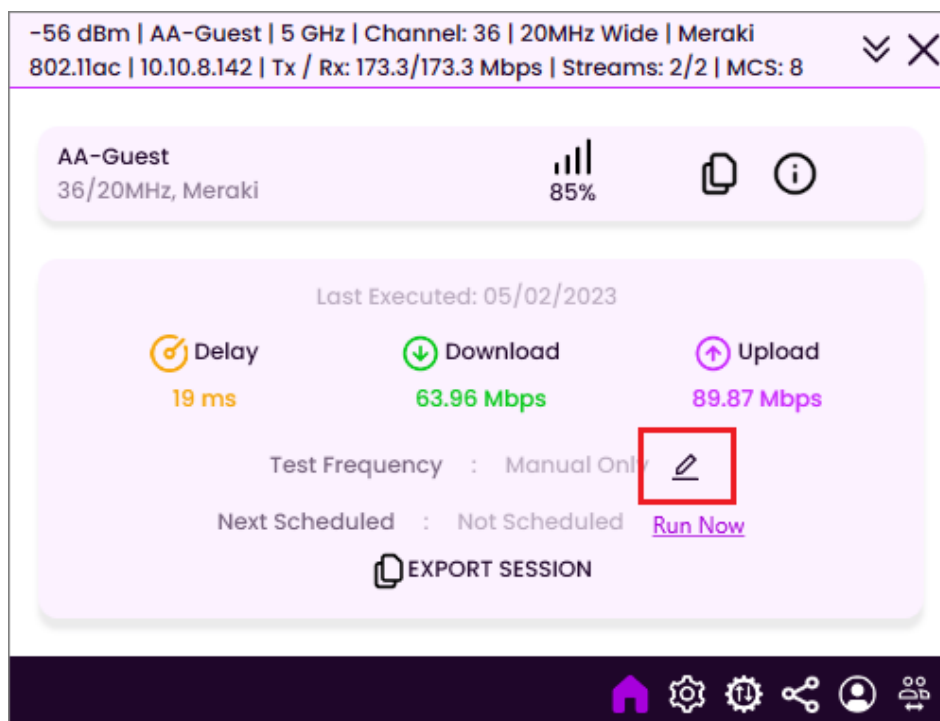 -56 dBm | AA-Guest | 5 GHz | Channel: 36 | 20MHz Wide | Meraki
802.11ac | 10.10.8.142 | Tx / Rx: 173.3/173.3 Mbps | Streams: 2/2 | MCS: 8
AA-Guest
36/20MHz, Meraki
85%
Last Executed: 05/02/2023
Delay Download Upload
19 ms 63.96 Mbps 89.87 Mbps
Test Frequency : Manual Only
Next Scheduled : Not Scheduled Run Now
EXPORT SESSION